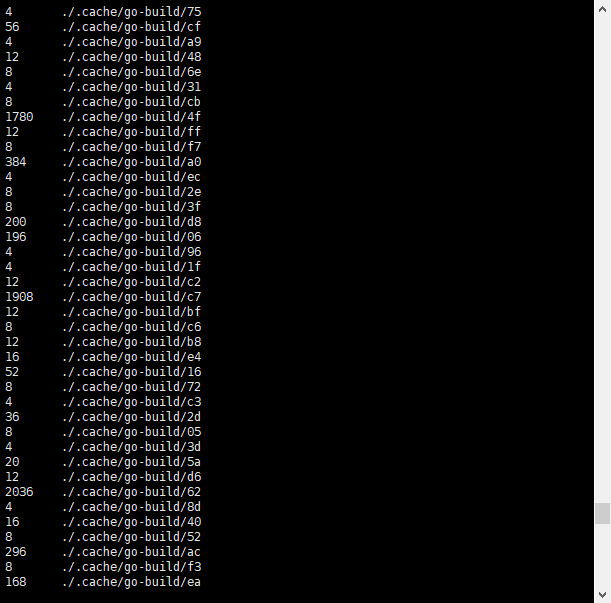 4 ./.cache/go-build/75
56 ./.cache/go-build/cf
4 ./.cache/go-build/a9
12 ./.cache/go-build/48
8 ./.cache/go-build/6e
4 ./.cache/go-build/31
8 ./.cache/go-build/cb
1780 ./.cache/go-build/4f
12 ./.cache/go-build/ff
8 ./.cache/go-build/f7
384 ./.cache/go-build/a0
4 ./.cache/go-build/ec
8 ./.cache/go-build/2e
8 ./.cache/go-build/3f
200 ./.cache/go-build/d8
196 ./.cache/go-build/06
4 ./.cache/go-build/96
4 ./.cache/go-build/1f
12 ./.cache/go-build/c2
1908 ./.cache/go-build/c7
12 ./.cache/go-build/bf
8 ./.cache/go-build/c6
12 ./.cache/go-build/b8
16 ./.cache/go-build/e4
52 ./.cache/go-build/16
8 ./.cache/go-build/72
4 ./.cache/go-build/c3
36 ./.cache/go-build/2d
8 ./.cache/go-build/05
4 ./.cache/go-build/3d
20 ./.cache/go-build/5a
12 ./.cache/go-build/d6
2036 ./.cache/go-build/62
4 ./.cache/go-build/8d
16 ./.cache/go-build/40
8 ./.cache/go-build/52
296 ./.cache/go-build/ac
8 ./.cache/go-build/f3
168 ./.cache/go-build/ea